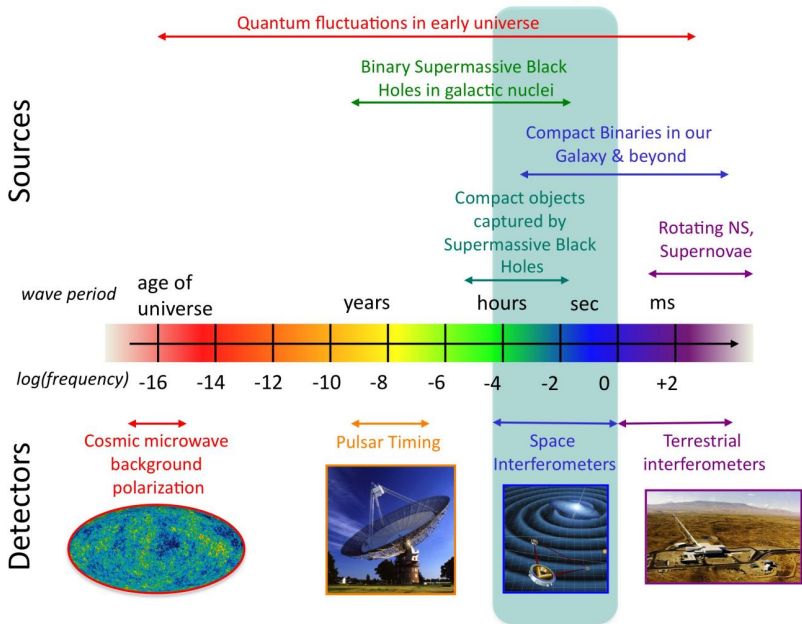 Quantum fluctuations in early universe
Binary Supermassive Black
Holes in galactic nuclei
Sources
Compact Binaries in our
Galaxy & beyond
Compact objects
captured by
Supermassive Black
Holes
Rotating NS,
Supernovae
wave period
age of
universe
years
hours
sec
ms
log(frequency)
-16
-14
-12
-10
-8
-6
-4
-2
0
+2
Detectors
Cosmic microwave
background
polarization
Pulsar Timing
Space
Interferometers
Terrestrial
interferometers